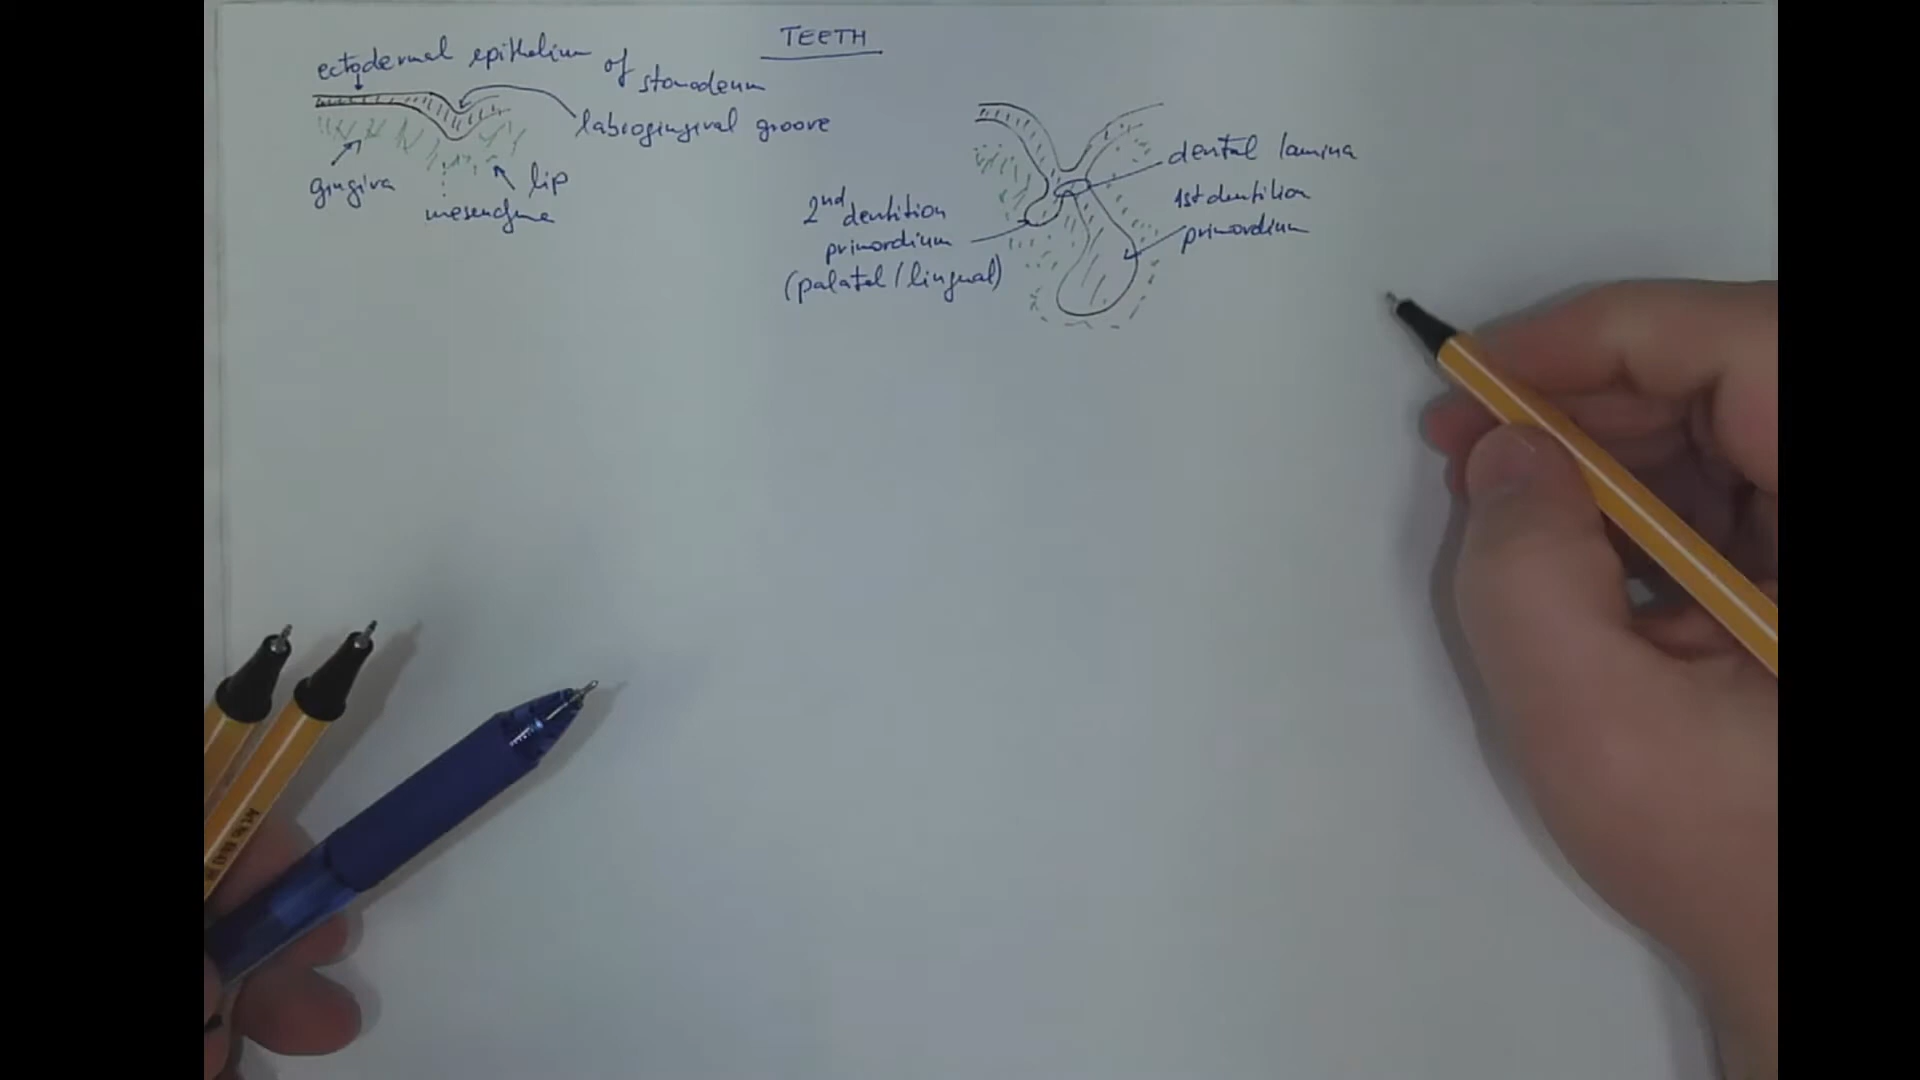 TEETH
ectodermal epithelium of stomodeum
labiogingival groove
gingiva
lip
mesenchyme
dental lamina
1st dentition
primordium
2nd dentition
primordium
(palatal/lingual)